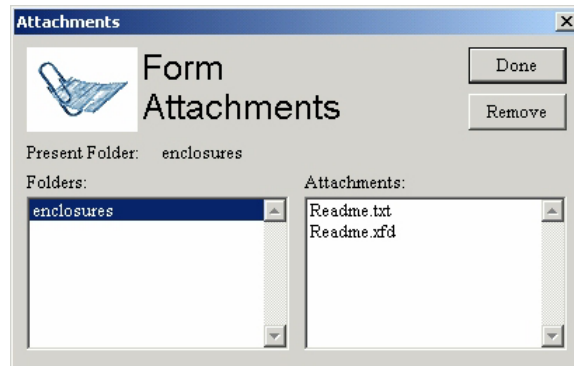 Attachments
Form
Attachments
Done
Remove
Present Folder: enclosures
Folders:
Attachments:
enclosures
Readme.txt
Readme.xfd